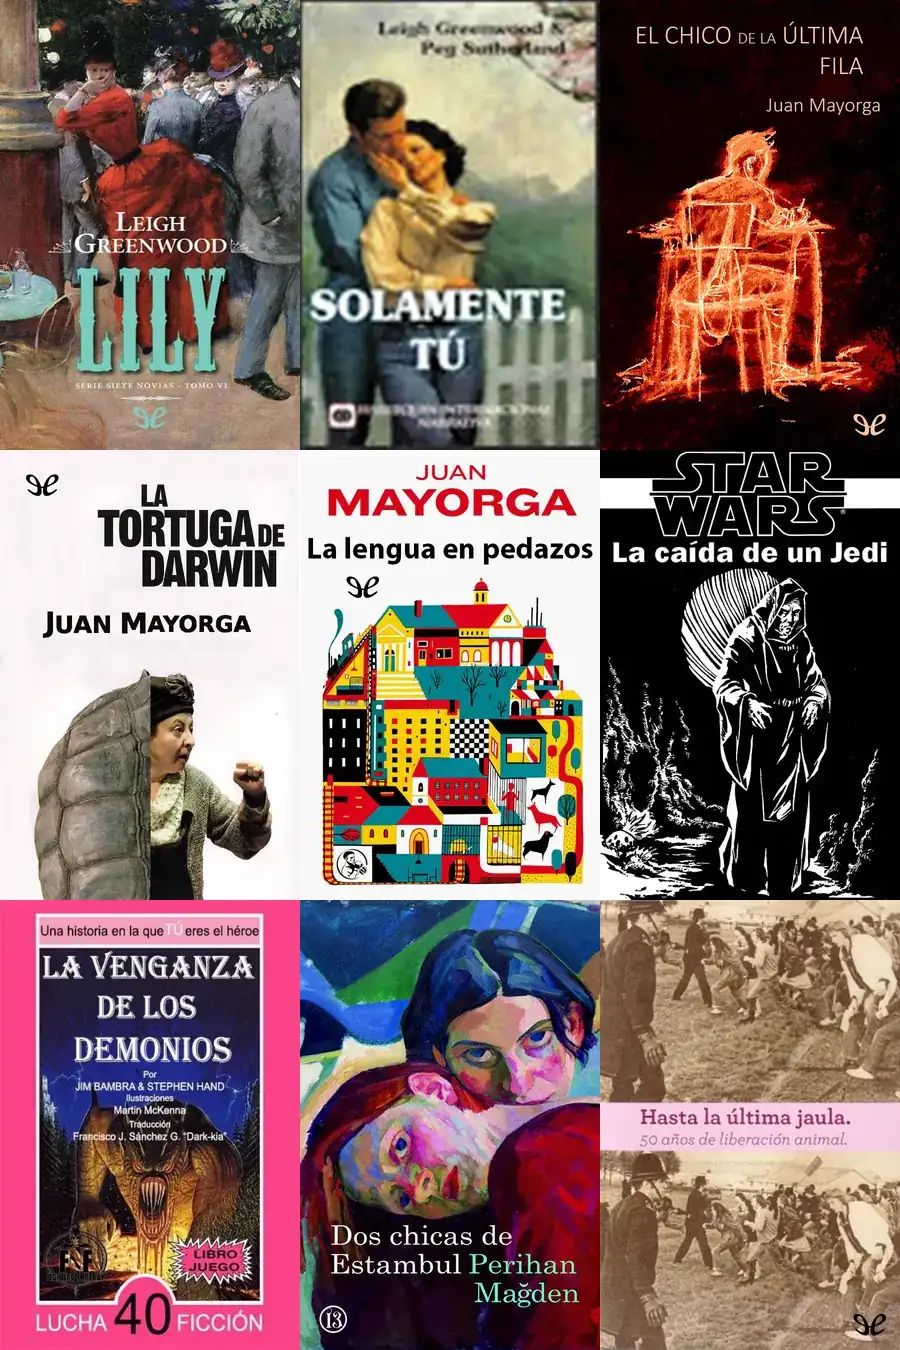 LEIGH
GREENWOOD
LILY
SERIE SIETE NOVIAS - TOMO VI
Leigh Greenwood &
Peg Sutherland
SOLAMENTE
TÚ
HARLEQUIN INTERNACIONAL
NARRATIVA
EL CHICO DE LA ÚLTIMA
FILA
Juan Mayorga
LA
TORTUGA DE
DARWIN
JUAN MAYORGA
JUAN
MAYORGA
La lengua en pedazos
STAR
WARS
La caída de un Jedi
Una historia en la que TÚ eres el héroe
LA VENGANZA
DE LOS
DEMONIOS
Por
JIM BAMBRA & STEPHEN HAND
Ilustraciones
Martin McKenna
Traducción
Francisco J. Sánchez G. "Dark-kia"
LIBRO
JUEGO
LUCHA 40 FICCIÓN
Dos chicas de
Estambul Perihan
Mağden
13
Hasta la última jaula.
50 años de liberación animal.